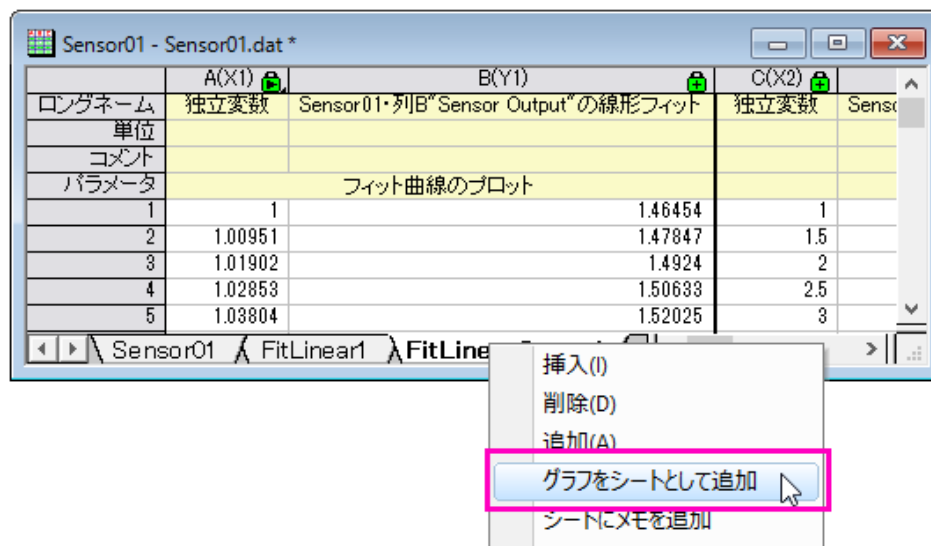 Sensor01 - Sensor01.dat *
A(X1) B(Y1) C(X2)
ロングネーム 独立変数 Sensor01・列B"Sensor Output"の線形フィット 独立変数
単位
コメント
パラメータ フィット曲線のプロット
1 1 1.46454 1
2 1.00951 1.47847 1.5
3 1.01902 1.4924 2
4 1.02853 1.50633 2.5
5 1.03804 1.52025 3
Sensor01 FitLinear1 FitLine
挿入(I)
削除(D)
追加(A)
グラフをシートとして追加
シートにメモを追加